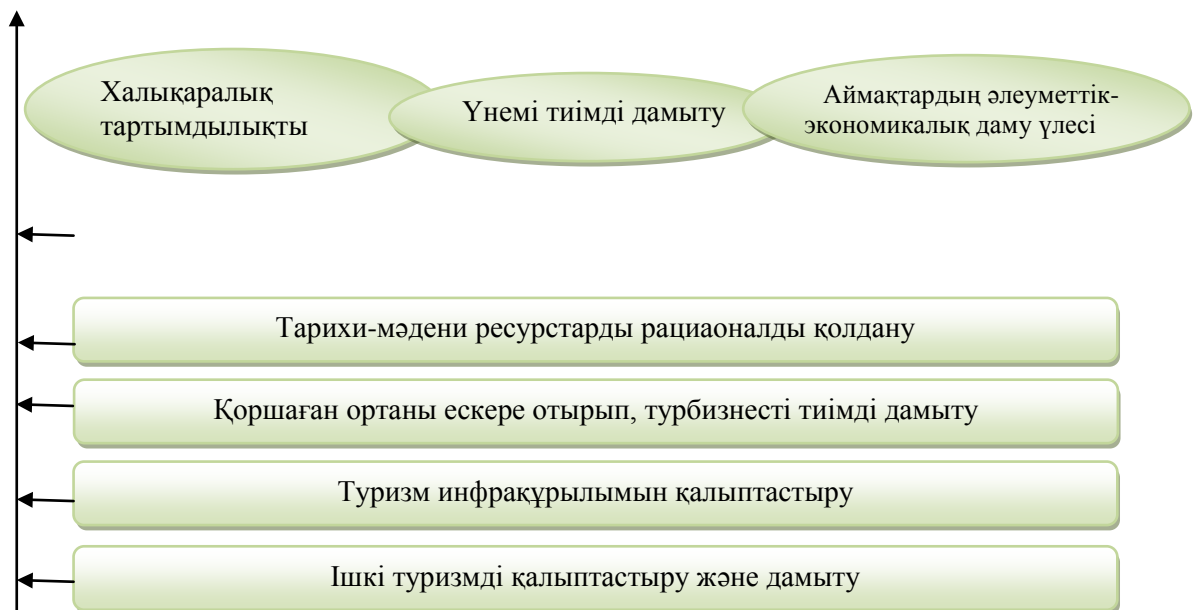 Халықаралық
тартымдылықты
Үнемі тиімді дамыту
Аймақтардың әлеуметтік-
экономикалық даму үлесі
Тарихи-мәдени ресурстарды рациаоналды қолдану
Қоршаған ортаны ескере отырып, турбизнесті тиімді дамыту
Туризм инфрақұрылымын қалыптастыру
Ішкі туризмді қалыптастыру және дамыту